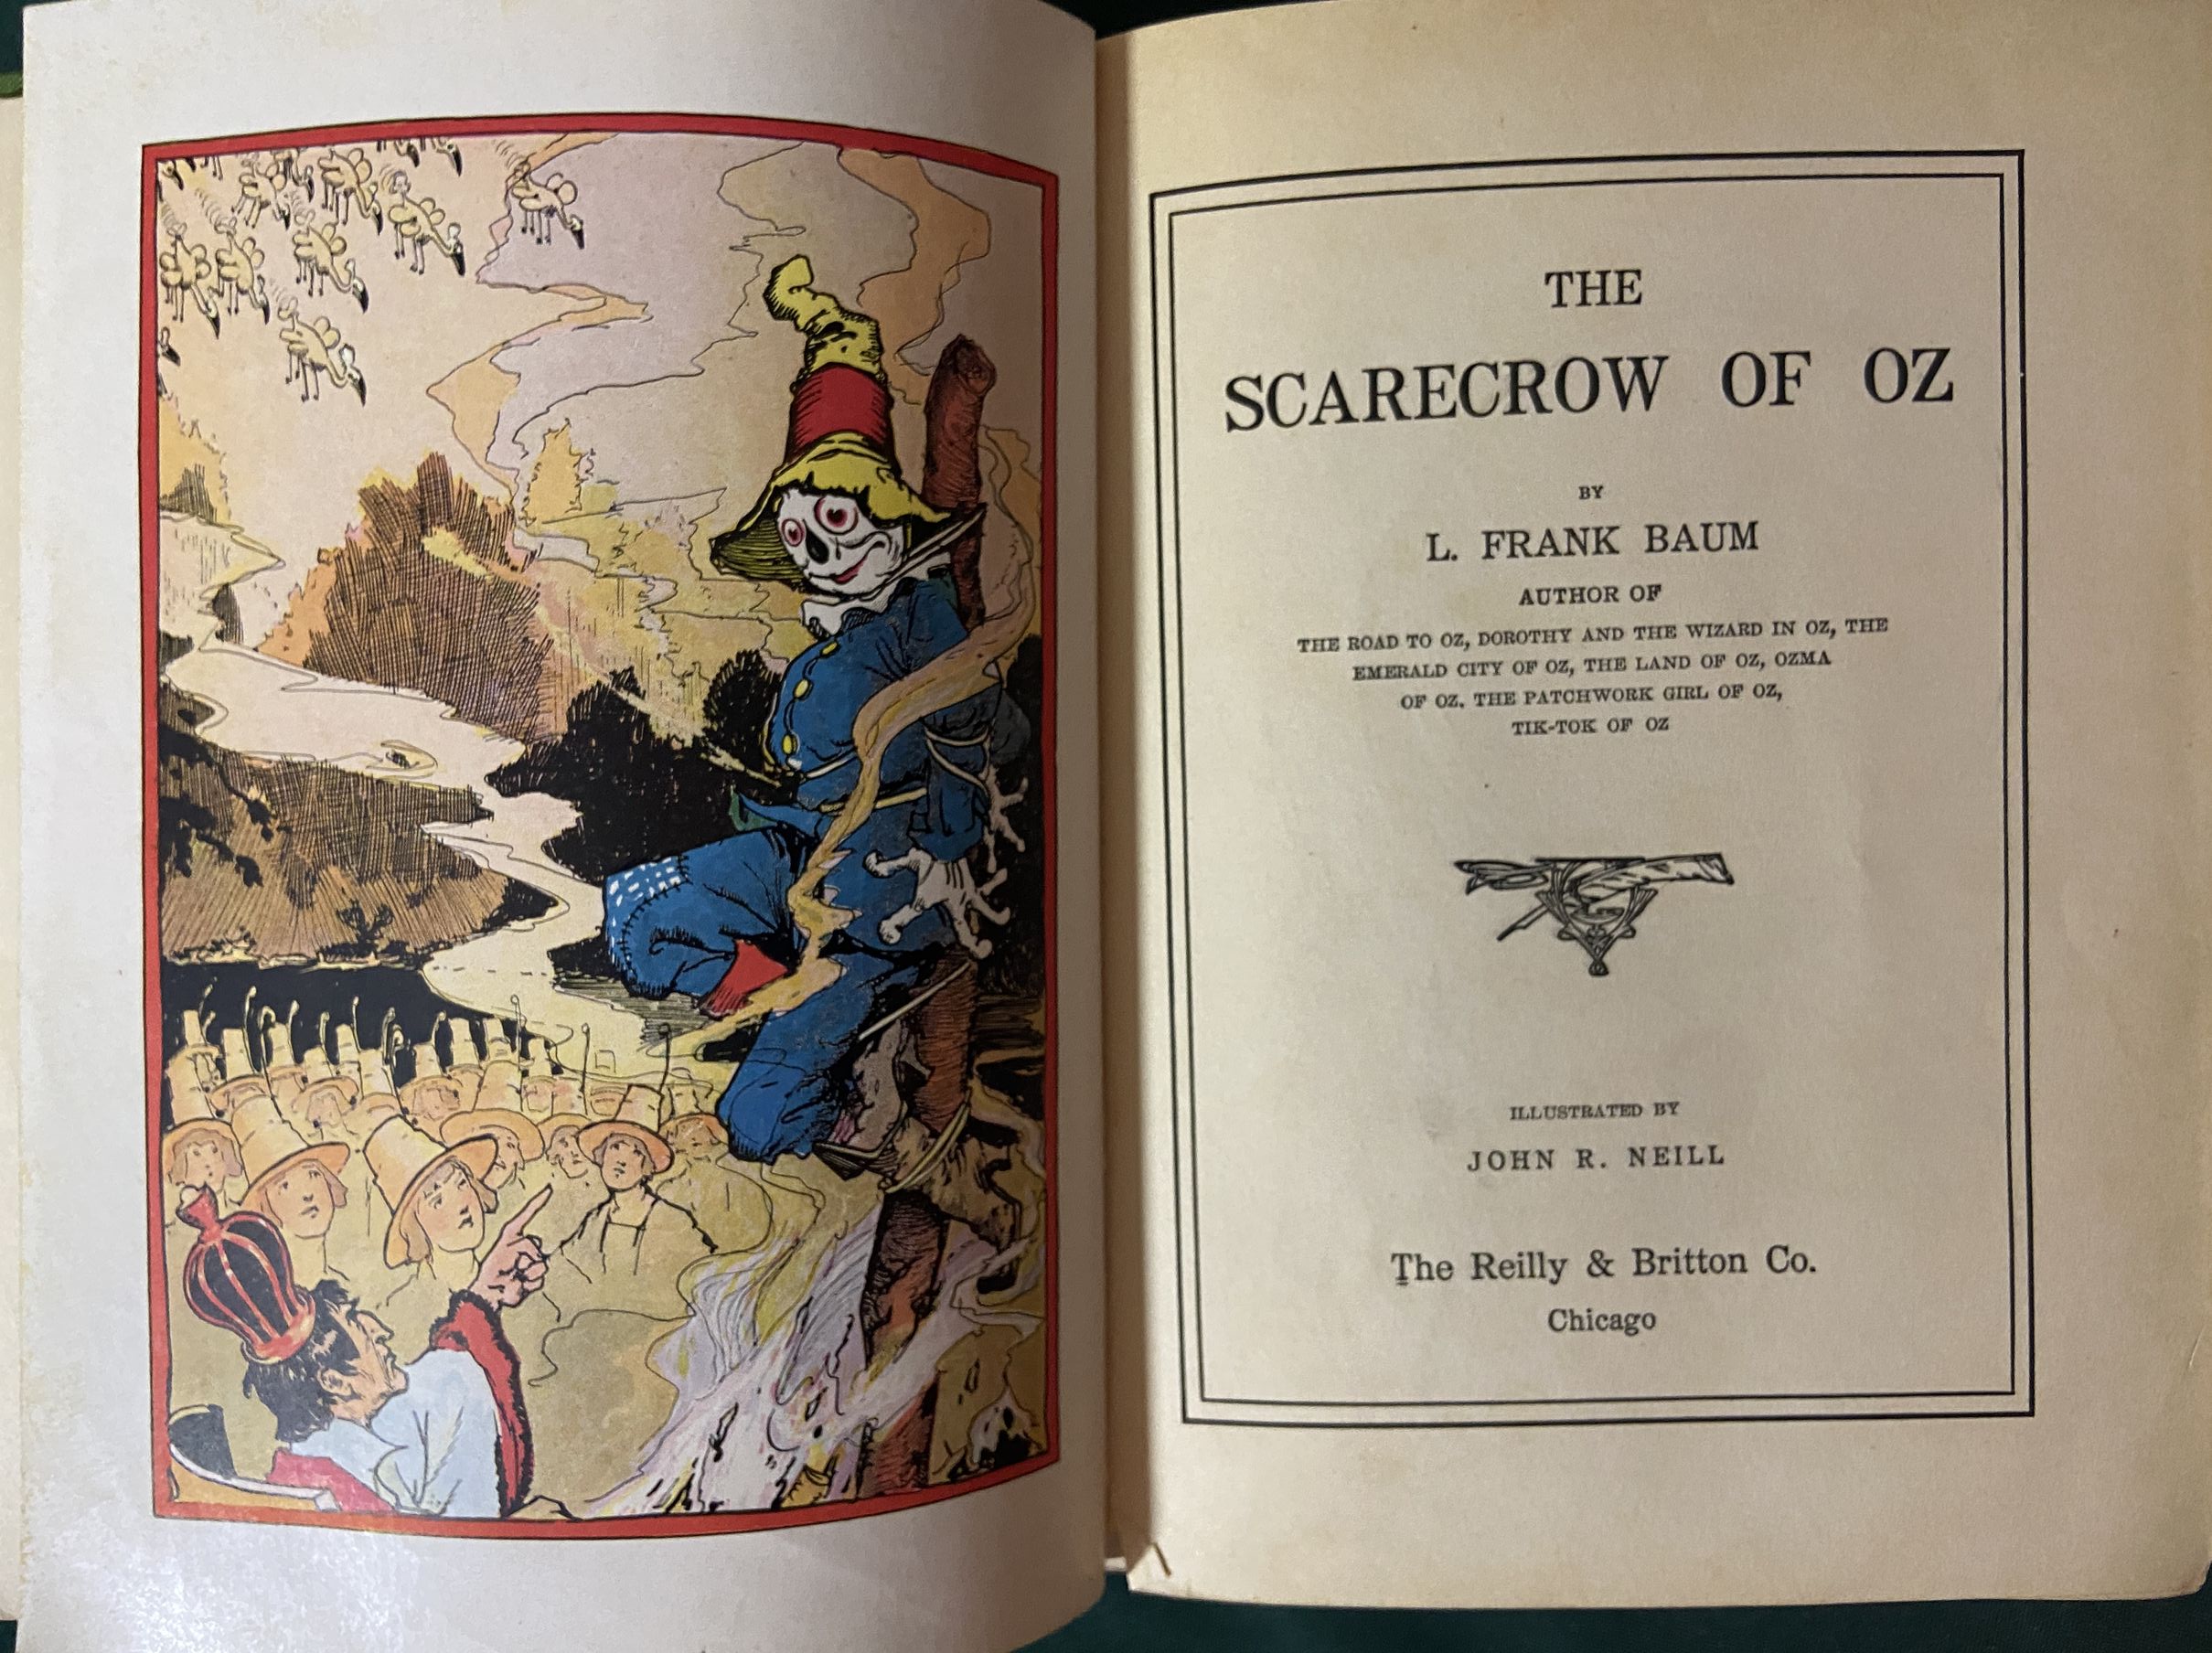 THE
SCARECROW OF OZ
BY
L. FRANK BAUM
AUTHOR OF
THE ROAD TO OZ, DOROTHY AND THE WIZARD IN OZ, THE
EMERALD CITY OF OZ, THE LAND OF OZ, OZMA
OF OZ. THE PATCHWORK GIRL OF OZ,
TIK-TOK OF OZ
ILLUSTRATED BY
JOHN R. NEILL
The Reilly & Britton Co.
Chicago